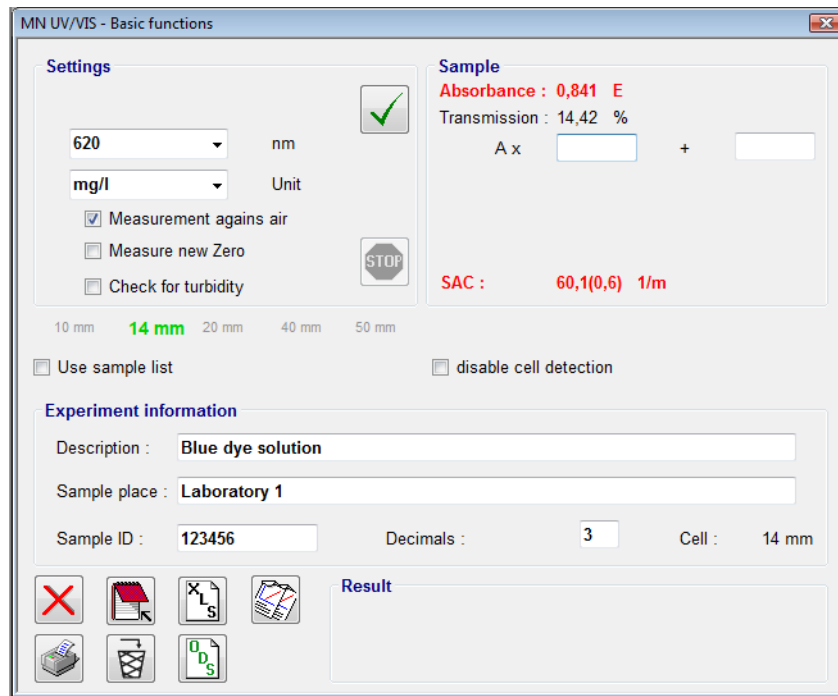 MN UV/VIS - Basic functions
Settings
620 nm
mg/l Unit
Measurement agains air
Measure new Zero
Check for turbidity
STOP
Sample
Absorbance : 0,841 E
Transmission : 14,42 %
A x +
SAC : 60,1(0,6) 1/m
10 mm 14 mm 20 mm 40 mm 50 mm
Use sample list disable cell detection
Experiment information
Description : Blue dye solution
Sample place : Laboratory 1
Sample ID : 123456 Decimals : 3 Cell : 14 mm
XLS
ODS
Result